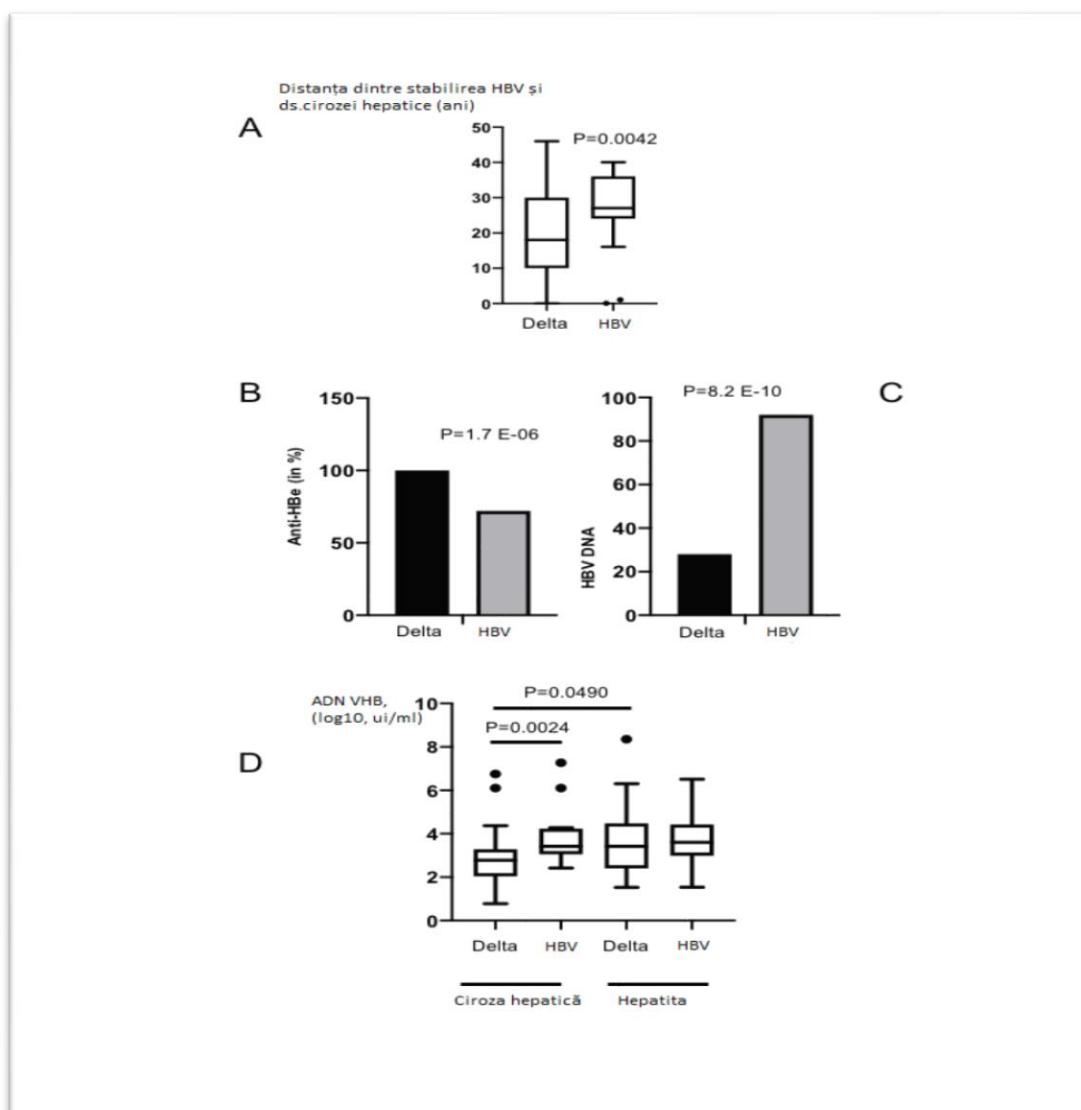 Distanța dintre stabilirea HBV și
ds.cirozei hepatice (ani)
A
50
P=0.0042
40
30
20
10
0
Delta
HBV
B
150
P=1.7 E-06
100
50
0
Anti-HBe (in %)
Delta
HBV
P=8.2 E-10
C
100
80
60
40
20
0
HBV DNA
Delta
HBV
ADN VHB,
(log10, ui/ml)
D
10
P=0.0490
P=0.0024
8
6
4
2
0
Delta
HBV
Delta
HBV
Ciroza hepatică
Hepatita